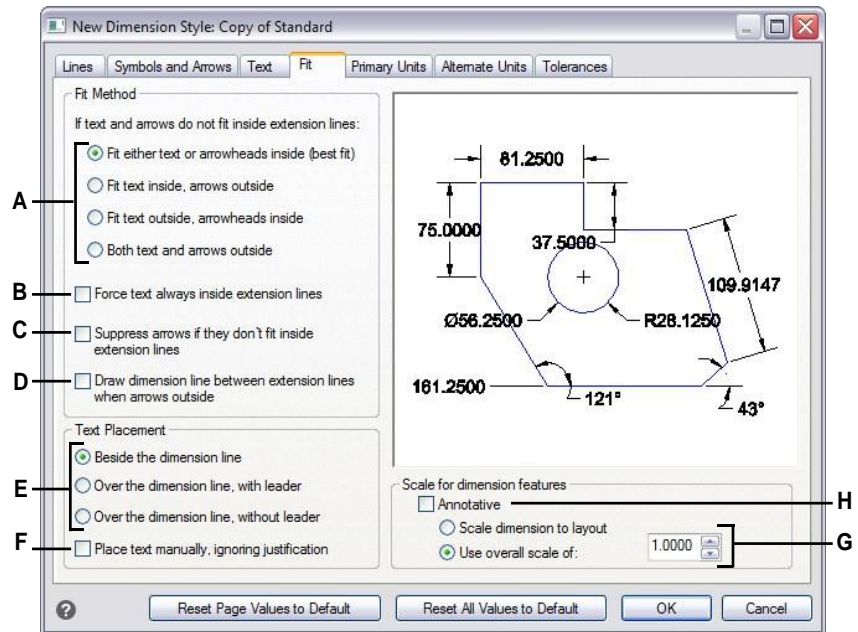 New Dimension Style: Copy of Standard
Lines Symbols and Arrows Text Fit Primary Units Alternate Units Tolerances
Fit Method
If text and arrows do not fit inside extension lines:
Fit either text or arrowheads inside (best fit)
Fit text inside, arrows outside
A
Fit text outside, arrowheads inside
Both text and arrows outside
B
Force text always inside extension lines
C
Suppress arrows if they don't fit inside
extension lines
D
Draw dimension line between extension lines
when arrows outside
Text Placement
Beside the dimension line
E
Over the dimension line, with leader
Over the dimension line, without leader
F
Place text manually, ignoring justification
81.2500
75.0000
37.5000
109.9147
Ø56.2500
R28.1250
161.2500
121°
43°
Scale for dimension features
Annotative
H
Scale dimension to layout
Use overall scale of:
1.0000
G
? Reset Page Values to Default Reset All Values to Default OK Cancel